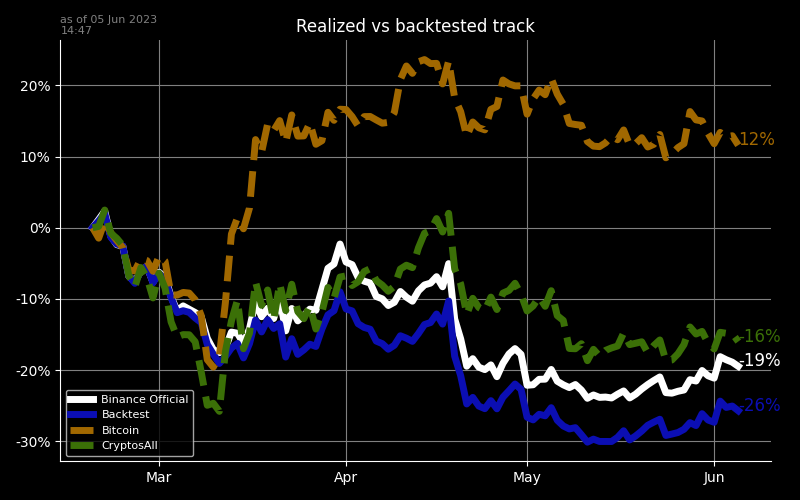 as of 05 Jun 2023
14:47
Realized vs backtested track
20%
10%
0%
-10%
-20%
-30%
12%
-16%
-19%
-26%
Binance Official
Backtest
Bitcoin
CryptosAll
Mar
Apr
May
Jun